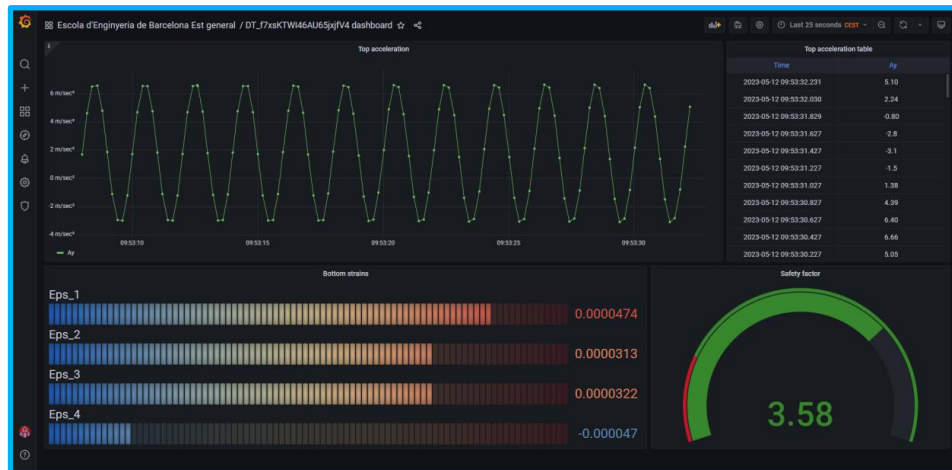 Escola d'Enginyeria de Barcelona Est general / DT_f7xsKTWI46AU65jxjfV4 dashboard
Last 25 seconds CEST
Top acceleration
6 m/sec²
4 m/sec²
2 m/sec²
0 m/sec²
-2 m/sec²
-4 m/sec²
09:53:10 09:53:15 09:53:20 09:53:25 09:53:30
Ay
Top acceleration table
Time Ay
2023-05-12 09:53:32.231 5.10
2023-05-12 09:53:32.030 2.24
2023-05-12 09:53:31.829 -0.80
2023-05-12 09:53:31.627 -2.8
2023-05-12 09:53:31.427 -3.1
2023-05-12 09:53:31.227 -1.5
2023-05-12 09:53:31.027 1.38
2023-05-12 09:53:30.827 4.39
2023-05-12 09:53:30.627 6.40
2023-05-12 09:53:30.427 6.66
2023-05-12 09:53:30.227 5.05
Bottom strains
Eps_1
0.0000474
Eps_2
0.0000313
Eps_3
0.0000322
Eps_4
-0.000047
Safety factor
3.58